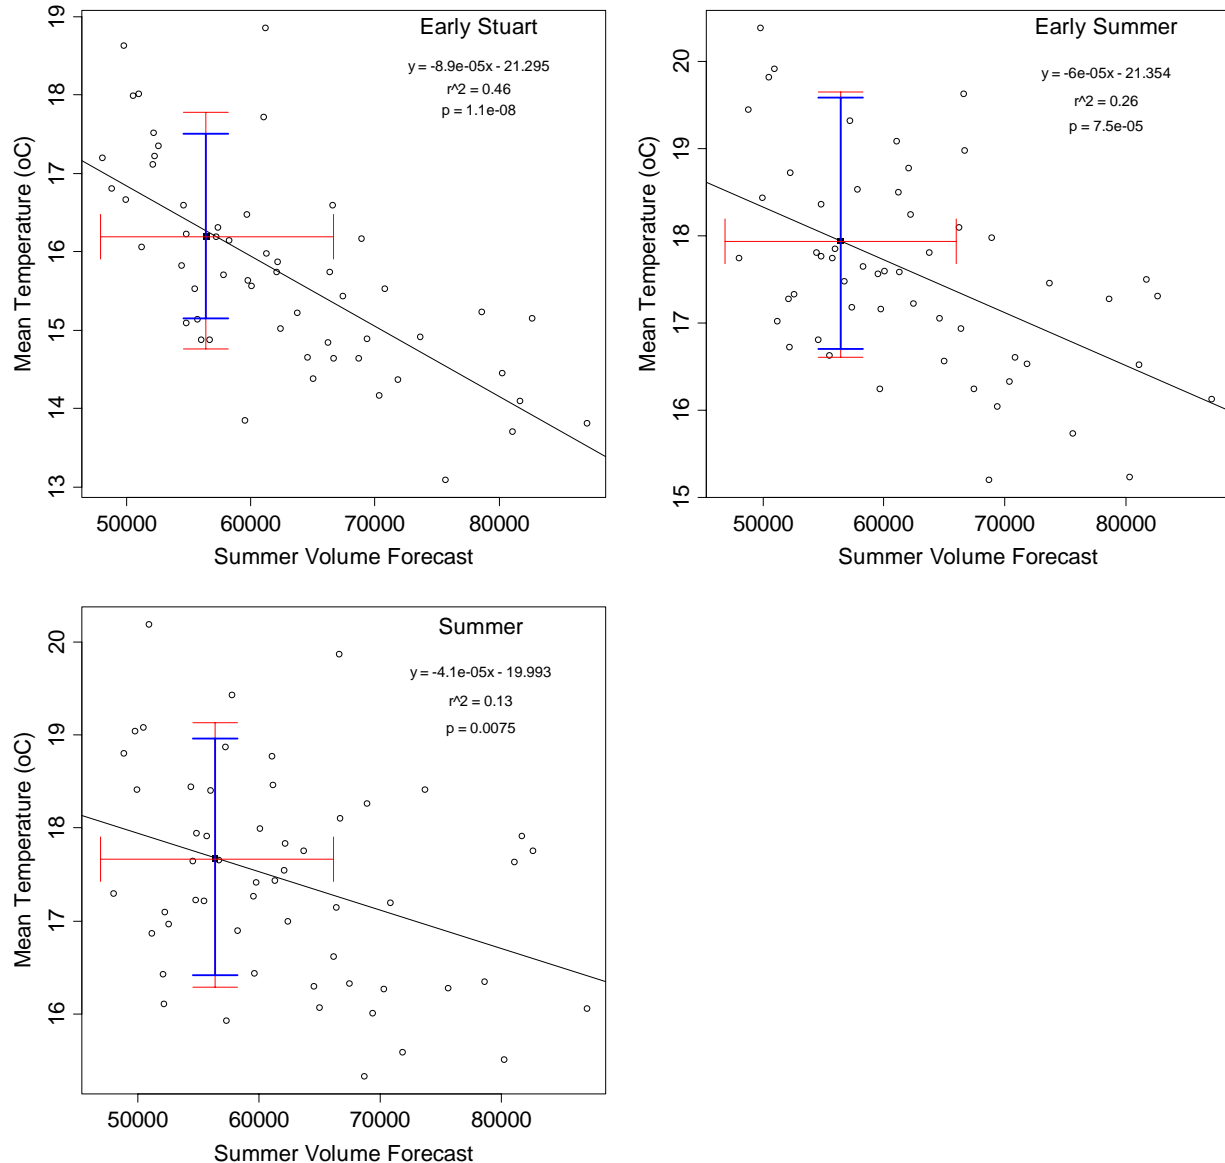 Early Stuart
y = -8.9e-05x - 21.295
r^2 = 0.46
p = 1.1e-08
19
18
17
16
15
14
13
Mean Temperature (oC)
50000 60000 70000 80000
Summer Volume Forecast
Early Summer
y = -6e-05x - 21.354
r^2 = 0.26
p = 7.5e-05
20
19
18
17
16
15
Mean Temperature (oC)
50000 60000 70000 80000
Summer Volume Forecast
Summer
y = -4.1e-05x - 19.993
r^2 = 0.13
p = 0.0075
20
19
18
17
16
Mean Temperature (oC)
50000 60000 70000 80000
Summer Volume Forecast